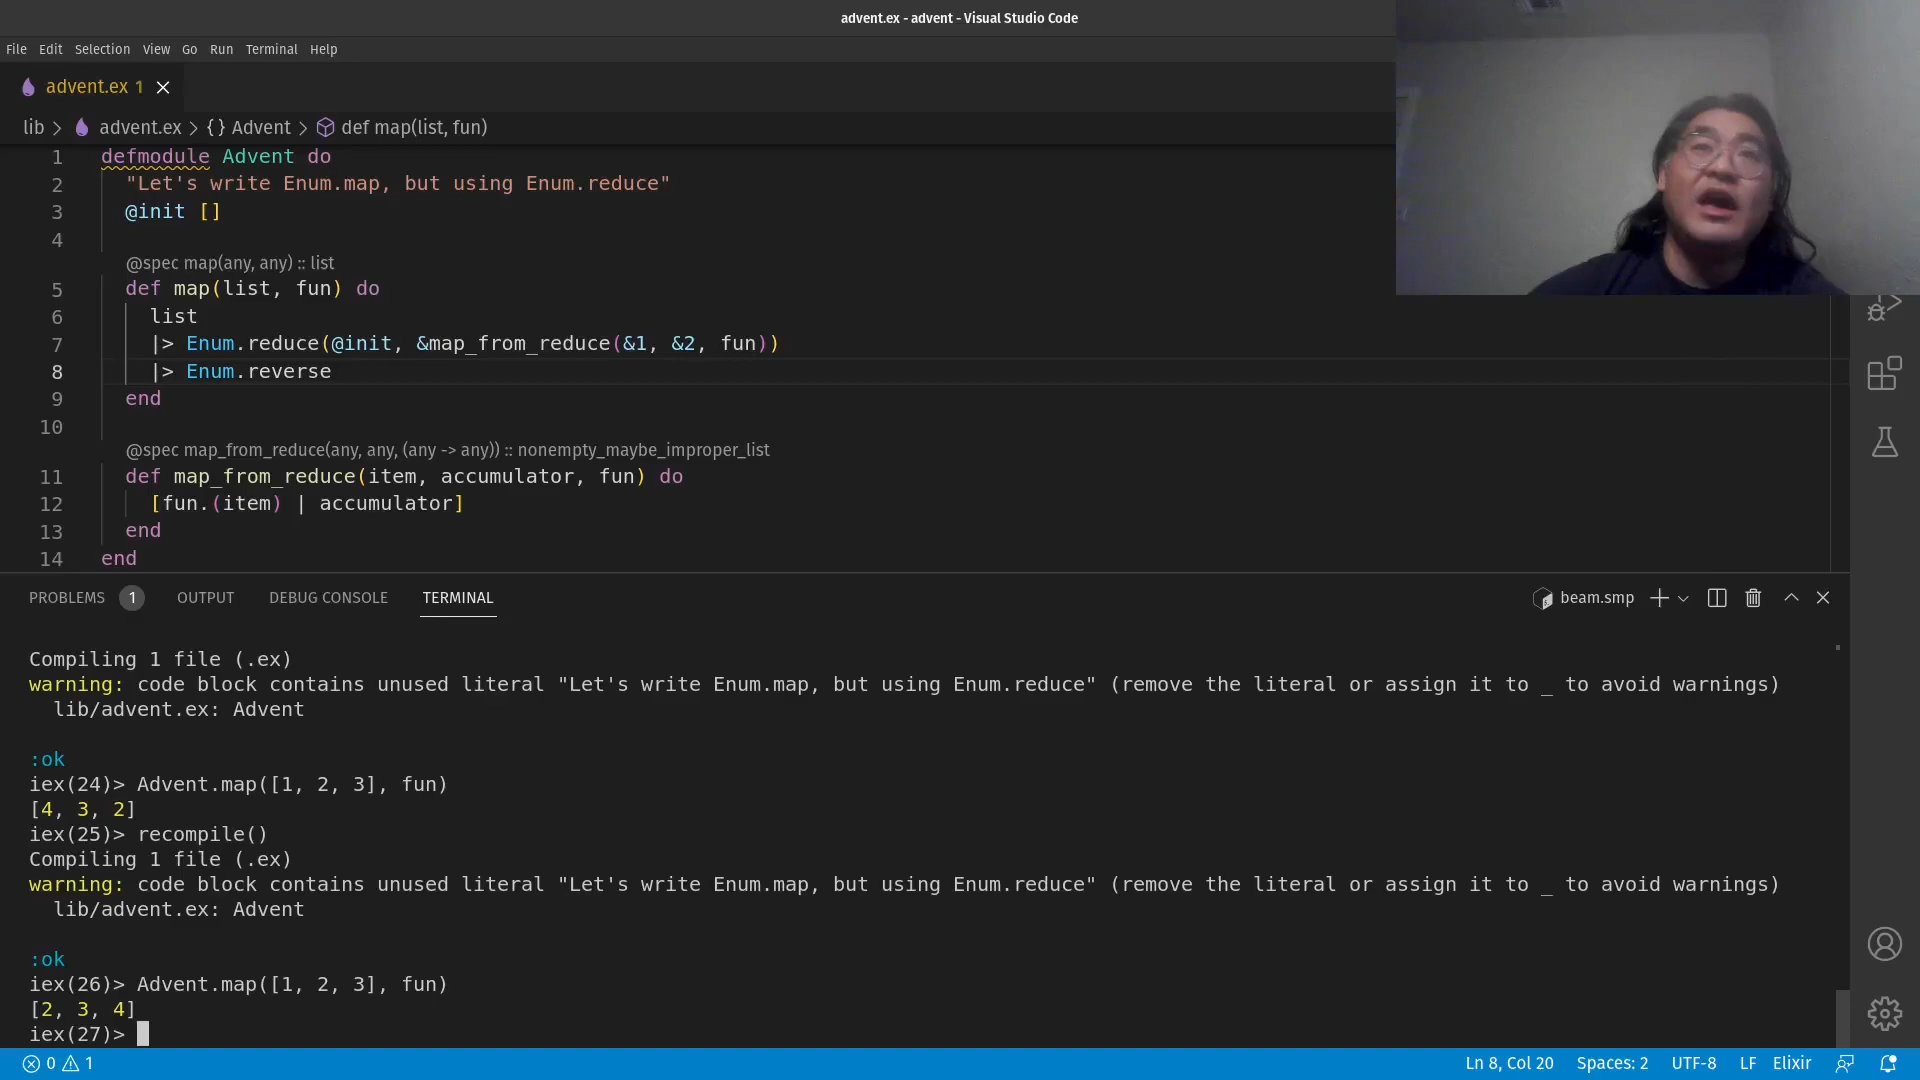 advent.ex - advent - Visual Studio Code
File Edit Selection View Go Run Terminal Help
advent.ex 1
lib > advent.ex > {} Advent > def map(list, fun)
1 defmodule Advent do
2 "Let's write Enum.map, but using Enum.reduce"
3 @init []
4
@spec map(any, any) :: list
5 def map(list, fun) do
6 list
7 |> Enum.reduce(@init, &map_from_reduce(&1, &2, fun))
8 |> Enum.reverse
9 end
10
@spec map_from_reduce(any, any, (any -> any)) :: nonempty_maybe_improper_list
11 def map_from_reduce(item, accumulator, fun) do
12 [fun.(item) | accumulator]
13 end
14 end
PROBLEMS 1 OUTPUT DEBUG CONSOLE TERMINAL beam.smp
Compiling 1 file (.ex)
warning: code block contains unused literal "Let's write Enum.map, but using Enum.reduce" (remove the literal or assign it to _ to avoid warnings)
lib/advent.ex: Advent
:ok
iex(24)> Advent.map([1, 2, 3], fun)
[4, 3, 2]
iex(25)> recompile()
Compiling 1 file (.ex)
warning: code block contains unused literal "Let's write Enum.map, but using Enum.reduce" (remove the literal or assign it to _ to avoid warnings)
lib/advent.ex: Advent
:ok
iex(26)> Advent.map([1, 2, 3], fun)
[2, 3, 4]
iex(27)>
0 1 Ln 8, Col 20 Spaces: 2 UTF-8 LF Elixir